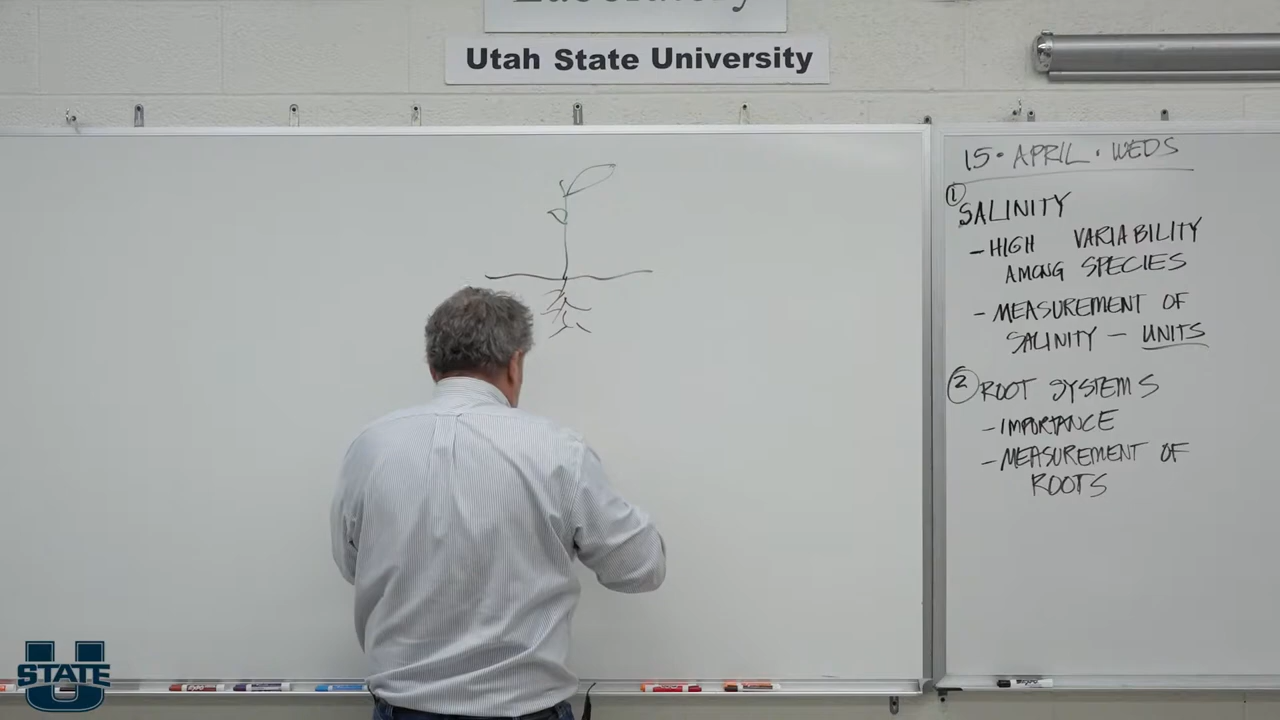 Laboratory
Utah State University
15 · APRIL · WEDS
① SALINITY
- HIGH VARIABILITY
AMONG SPECIES
- MEASUREMENT OF
SALINITY - UNITS
② ROOT SYSTEMS
- IMPORTANCE
- MEASUREMENT OF
ROOTS
U STATE